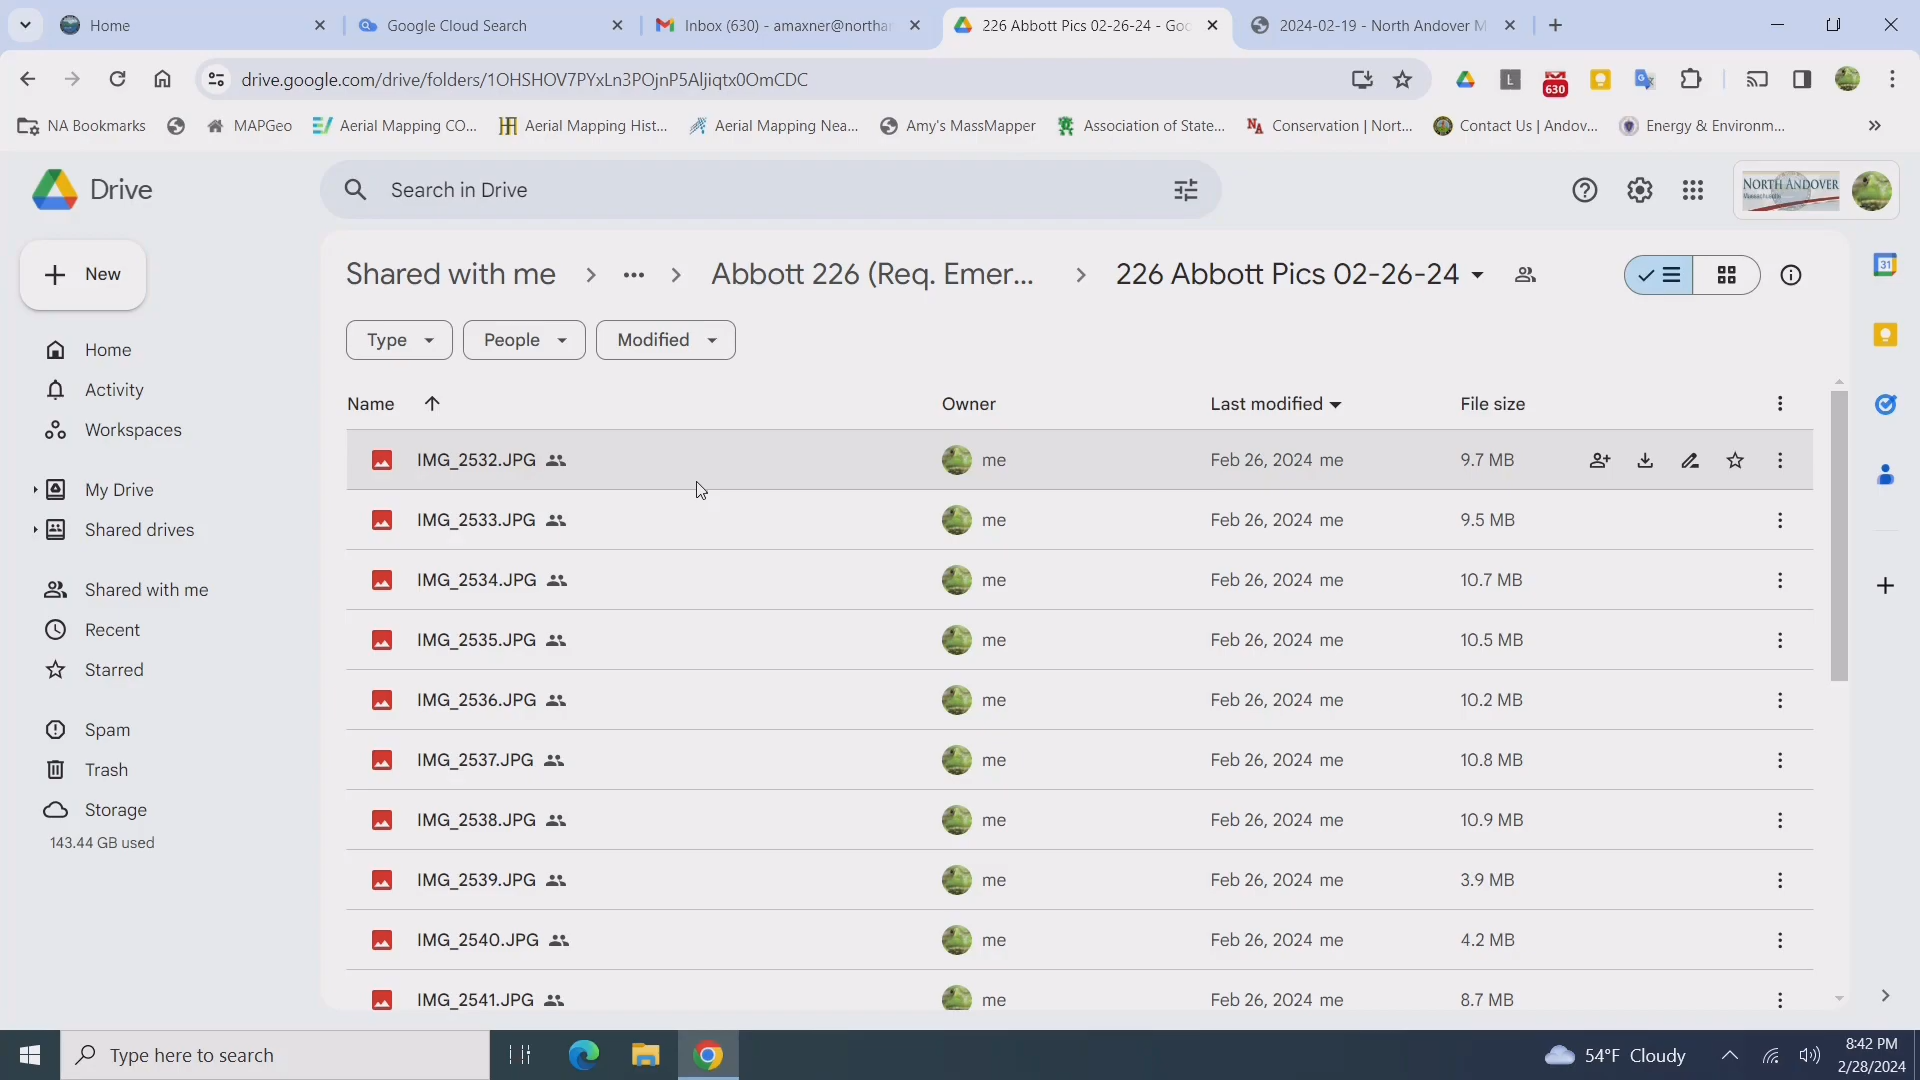 Home
Google Cloud Search
Inbox (630) - amaxner@northa
226 Abbott Pics 02-26-24 - Goo
2024-02-19 - North Andover M
drive.google.com/drive/folders/1OHSHOV7PYxLn3POjnP5Aljiqtx0OmCDC
630
NA Bookmarks
MAPGeo
Aerial Mapping CO...
Aerial Mapping Hist...
Aerial Mapping Nea...
Amy's MassMapper
Association of State...
Conservation | Nort...
Contact Us | Andov...
Energy & Environm...
Drive
Search in Drive
NORTH ANDOVER
Massachusetts
New
Shared with me
Abbott 226 (Req. Emer...
226 Abbott Pics 02-26-24
31
Type
People
Modified
Home
Activity
Workspaces
My Drive
Shared drives
Shared with me
Recent
Starred
Spam
Trash
Storage
143.44 GB used
Name Owner Last modified File size
IMG_2532.JPG me Feb 26, 2024 me 9.7 MB
IMG_2533.JPG me Feb 26, 2024 me 9.5 MB
IMG_2534.JPG me Feb 26, 2024 me 10.7 MB
IMG_2535.JPG me Feb 26, 2024 me 10.5 MB
IMG_2536.JPG me Feb 26, 2024 me 10.2 MB
IMG_2537.JPG me Feb 26, 2024 me 10.8 MB
IMG_2538.JPG me Feb 26, 2024 me 10.9 MB
IMG_2539.JPG me Feb 26, 2024 me 3.9 MB
IMG_2540.JPG me Feb 26, 2024 me 4.2 MB
IMG_2541.JPG me Feb 26, 2024 me 8.7 MB
Type here to search
54°F Cloudy
8:42 PM
2/28/2024